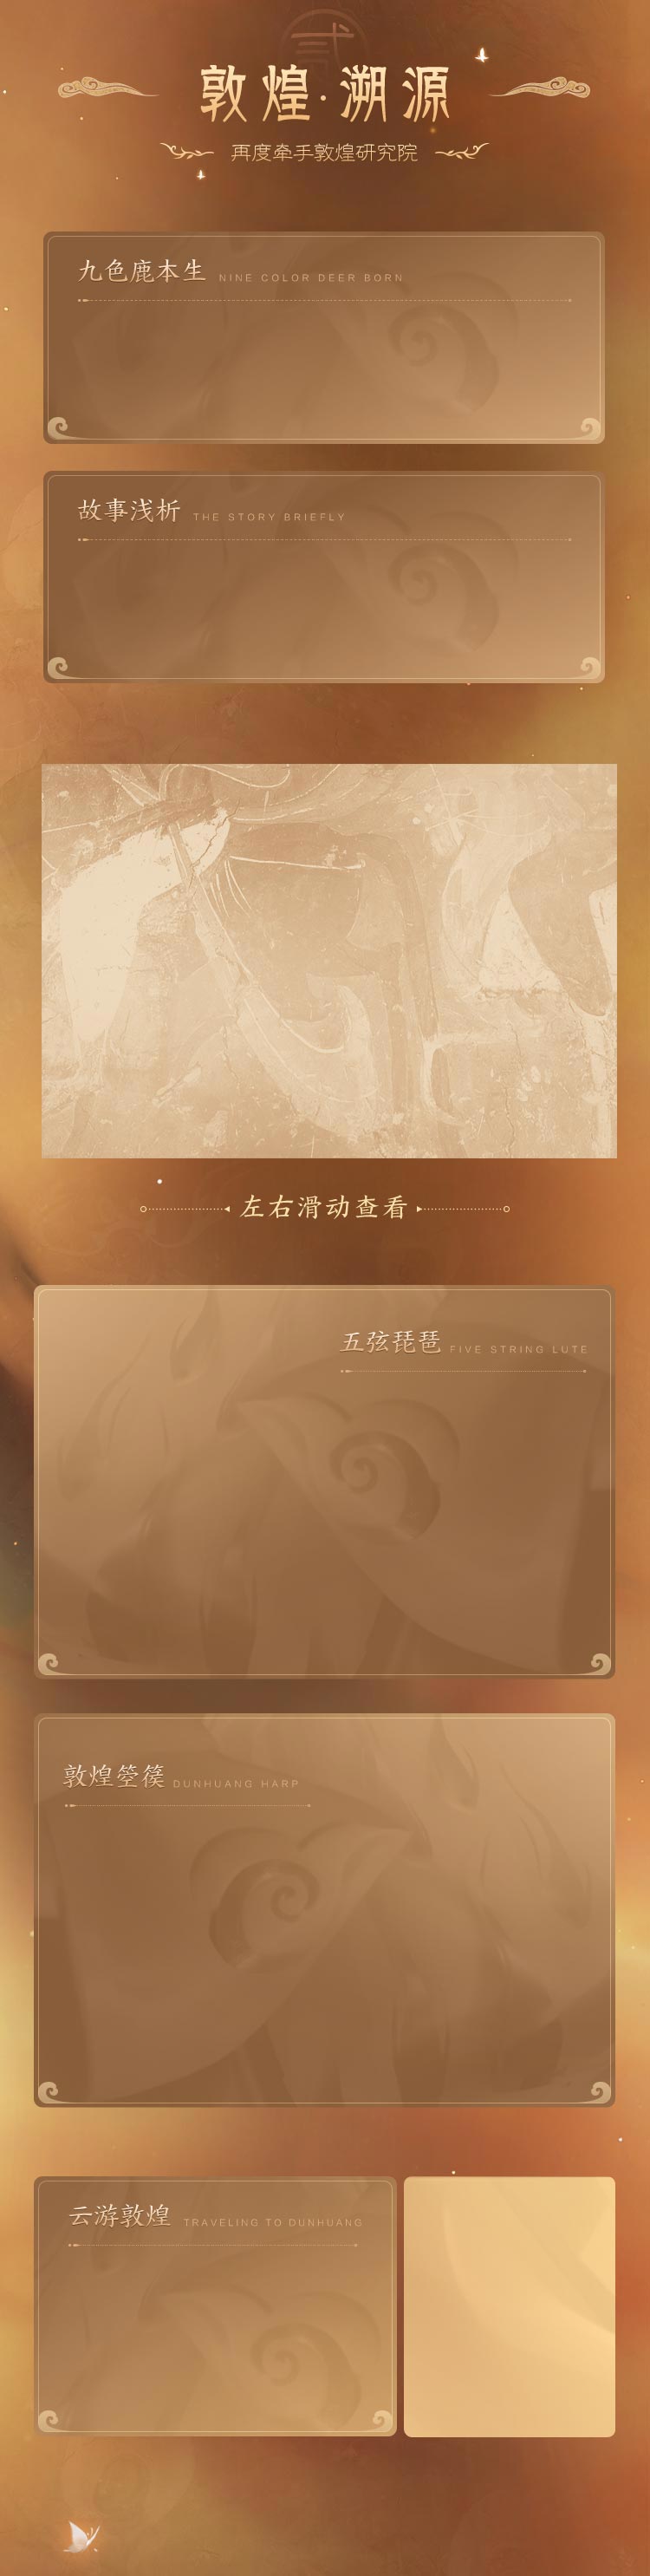 敦煌·溯源
再度牵手敦煌研究院
九色鹿本生 NINE COLOR DEER BORN
故事浅析 THE STORY BRIEFLY
左右滑动查看
五弦琵琶 FIVE STRING LUTE
敦煌箜篌 DUNHUANG HARP
云游敦煌 TRAVELING TO DUNHUANG